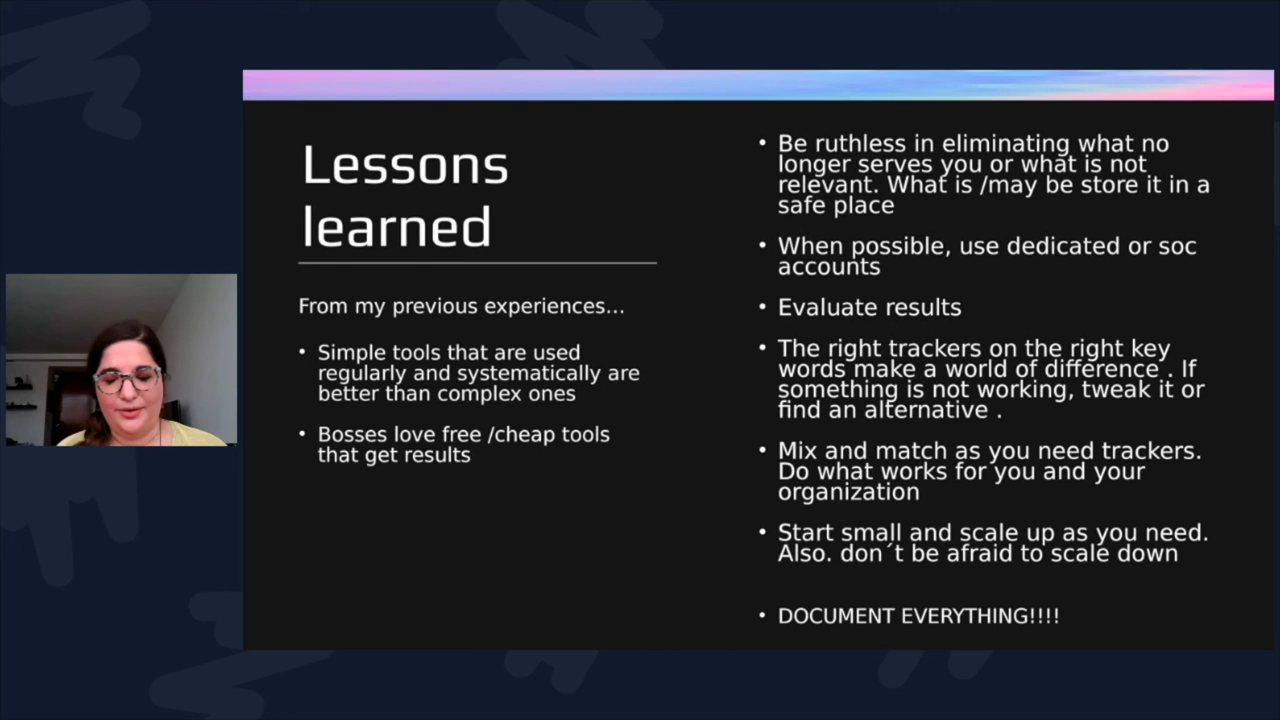 Lessons
learned
From my previous experiences...
• Simple tools that are used
regularly and systematically are
better than complex ones
• Bosses love free /cheap tools
that get results
• Be ruthless in eliminating what no
longer serves you or what is not
relevant. What is /may be store it in a
safe place
• When possible, use dedicated or soc
accounts
• Evaluate results
• The right trackers on the right key
words make a world of difference . If
something is not working, tweak it or
find an alternative .
• Mix and match as you need trackers.
Do what works for you and your
organization
• Start small and scale up as you need.
Also. don´t be afraid to scale down
• DOCUMENT EVERYTHING!!!!